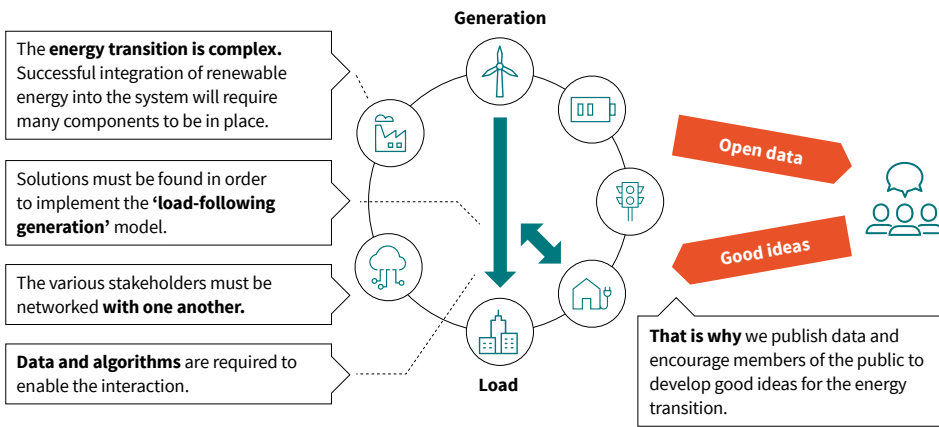 Generation
The energy transition is complex.
Successful integration of renewable
energy into the system will require
many components to be in place.
Solutions must be found in order
to implement the ‘load-following
generation’ model.
The various stakeholders must be
networked with one another.
Data and algorithms are required to
enable the interaction.
Load
Open data
Good ideas
That is why we publish data and
encourage members of the public to
develop good ideas for the energy
transition.